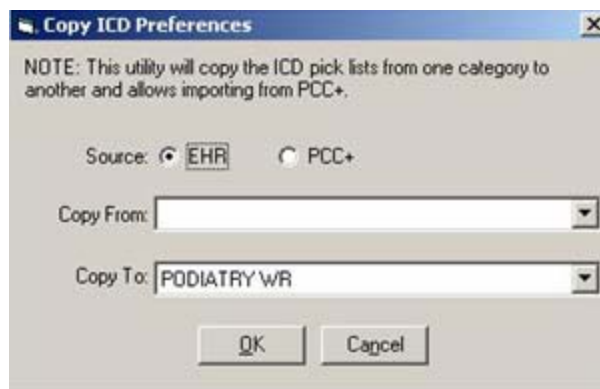 Copy ICD Preferences
NOTE: This utility will copy the ICD pick lists from one category to
another and allows importing from PCC+.
Source: EHR PCC+
Copy From:
Copy To: PODIATRY WR
OK Cancel